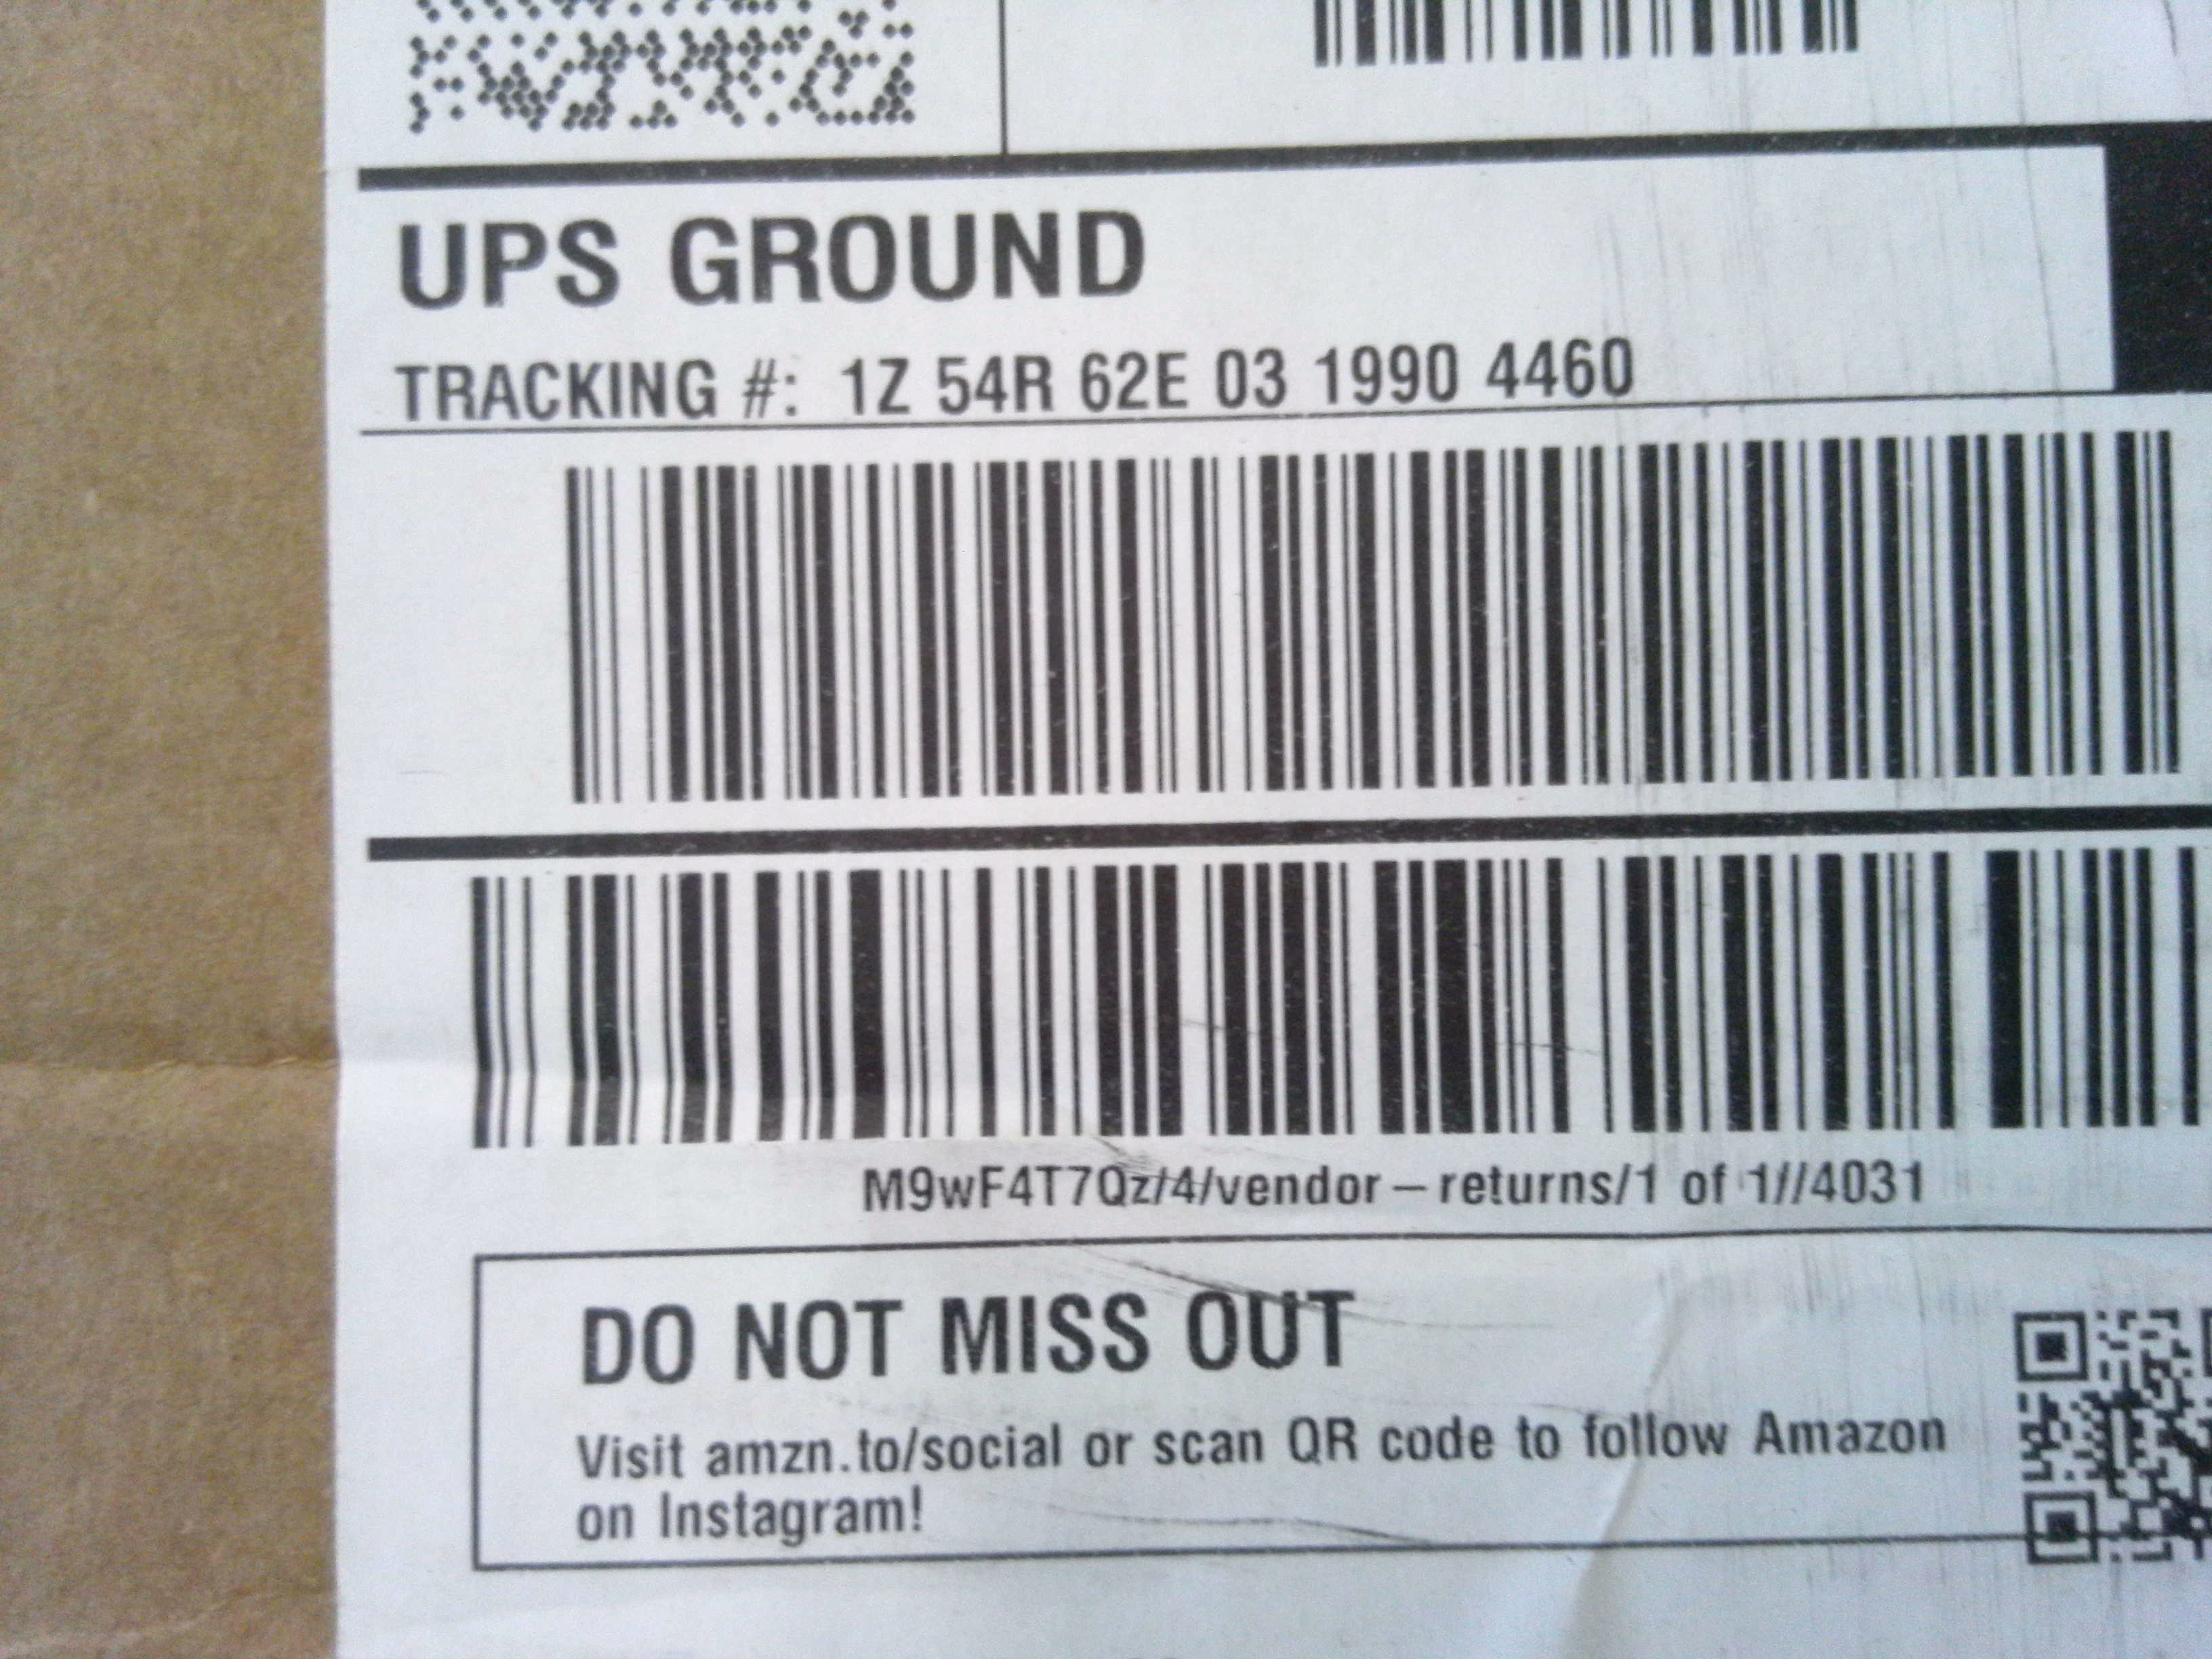 UPS GROUND
TRACKING #: 1Z 54R 62E 03 1990 4460
M9wF4T7Qz/4/vendor-returns/1 of 1//4031
DO NOT MISS OUT
Visit amzn.to/social or scan QR code to follow Amazon
on Instagram!